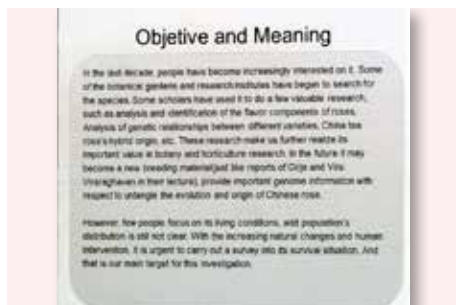 Objetive and Meaning
In the last decade, people have become increasingly interested on it. Some
of the botanical gardens and research institutes have begun to search for
the species. Some scholars have used it to do a few valuable research,
such as analysis and identification of the flavor components of roses,
Analysis of genetic relationships between different varieties, China tea
rose's hybrid origin, etc. These research make us further realize its
important value in botany and horticulture research. In the future it may
become a new breeding material(just like reports of Girja and Viru
Viraraghavan in their lecture), provide important genome information with
respect to untangle the evolution and origin of Chinese rose.
However, few people focus on its living conditions, wild population's
distribution is still not clear. With the increasing natural changes and human
intervention, it is urgent to carry out a survey into its survival situation. And
that is our main target for this investigation.